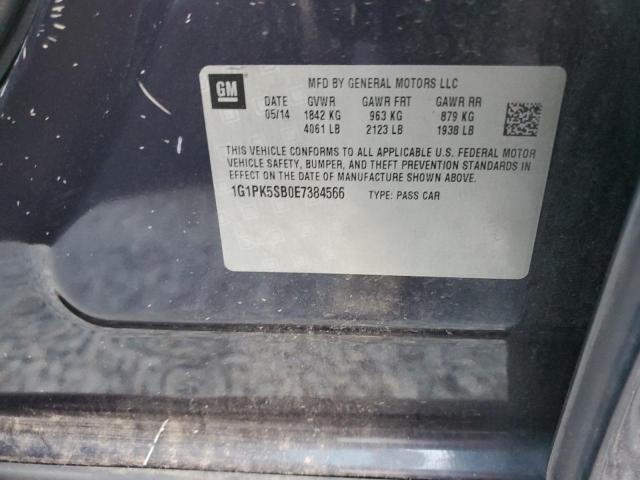 GM
MFD BY GENERAL MOTORS LLC
DATE GVWR GAWR FRT GAWR RR
05/14 1842 KG 963 KG 879 KG
4061 LB 2123 LB 1938 LB
THIS VEHICLE CONFORMS TO ALL APPLICABLE U.S. FEDERAL MOTOR
VEHICLE SAFETY, BUMPER, AND THEFT PREVENTION STANDARDS IN
EFFECT ON THE DATE OF MANUFACTURE SHOWN ABOVE.
1G1PK5SB0E7384566 TYPE: PASS CAR